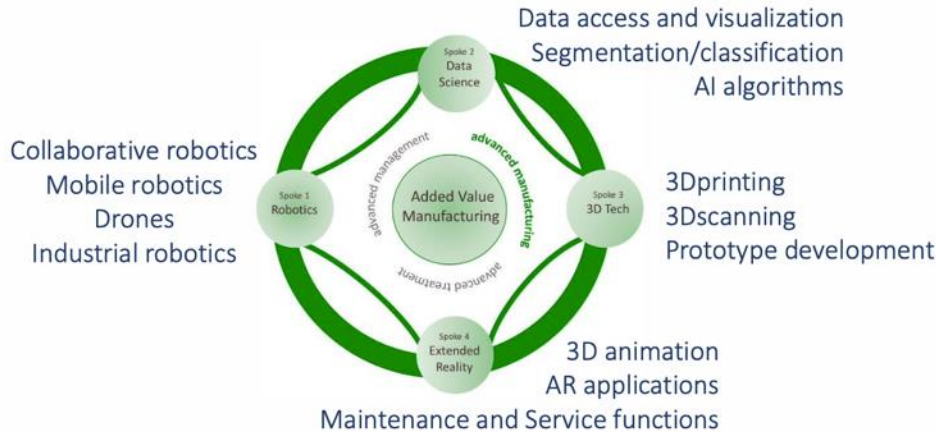 Data access and visualization
Segmentation/classification
AI algorithms
Spoke 2
Data
Science
Collaborative robotics
Mobile robotics
Drones
Industrial robotics
Spoke 1
Robotics
advanced management
advanced manufacturing
advanced treatment
Added Value
Manufacturing
Spoke 3
3D Tech
3Dprinting
3Dscanning
Prototype development
Spoke 4
Extended
Reality
3D animation
AR applications
Maintenance and Service functions